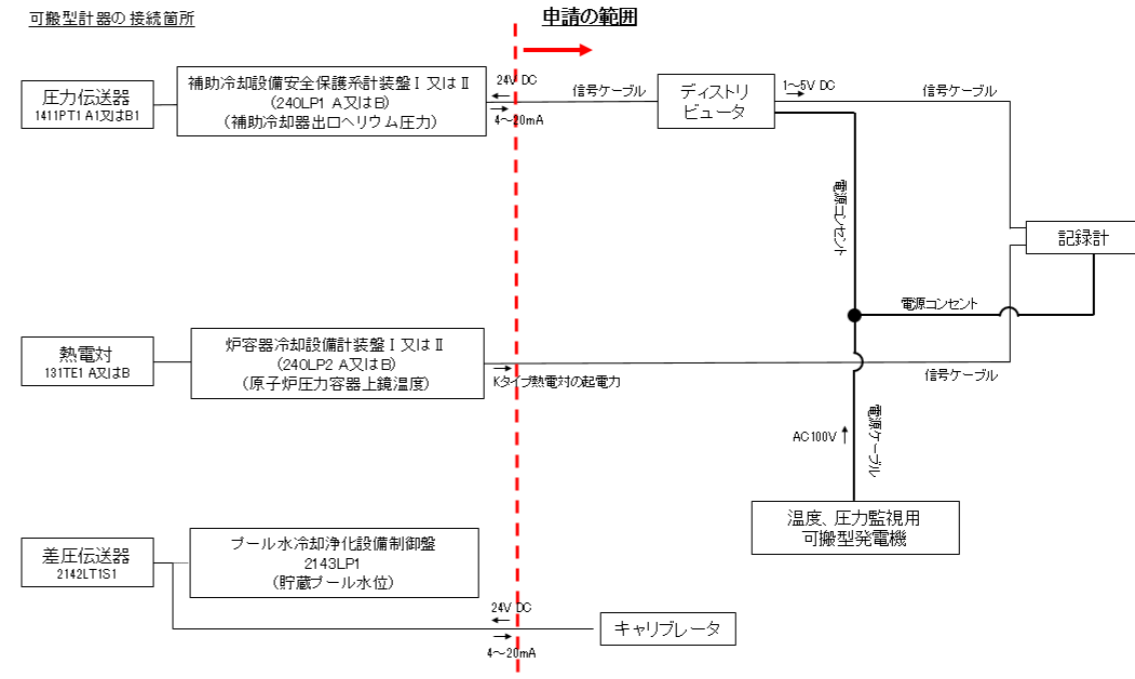 可搬型計器の接続箇所
申請の範囲
圧力伝送器
1411PT1 A1又はB1
補助冷却設備安全保護系計装盤Ⅰ又はⅡ
(240LP1 A又はB)
(補助冷却器出口ヘリウム圧力)
24V DC
4～20mA
信号ケーブル
ディストリ
ビュータ
1～5V DC
信号ケーブル
電源コンセント
記録計
電源コンセント
熱電対
131TE1 A又はB
炉容器冷却設備計装盤Ⅰ又はⅡ
(240LP2 A又はB)
(原子炉圧力容器上鏡温度)
Kタイプ熱電対の起電力
信号ケーブル
AC100V
電源ケーブル
温度、圧力監視用
可搬型発電機
差圧伝送器
2142LT1S1
プール水冷却浄化設備制御盤
2143LP1
(貯蔵プール水位)
24V DC
4～20mA
キャリブレータ